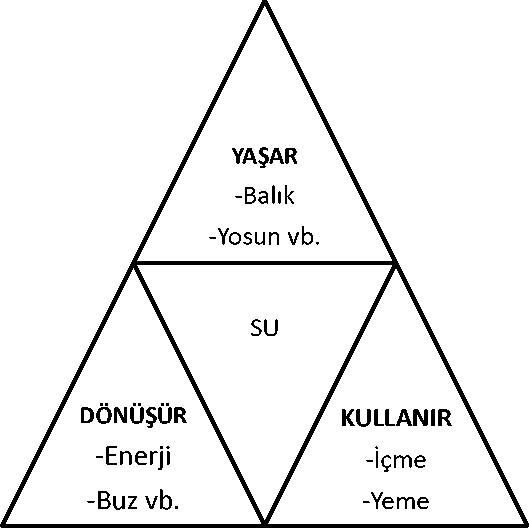 YAŞAR
-Balık
-Yosun vb.
SU
DÖNÜŞÜR
-Enerji
-Buz vb.
KULLANIR
-İçme
-Yeme